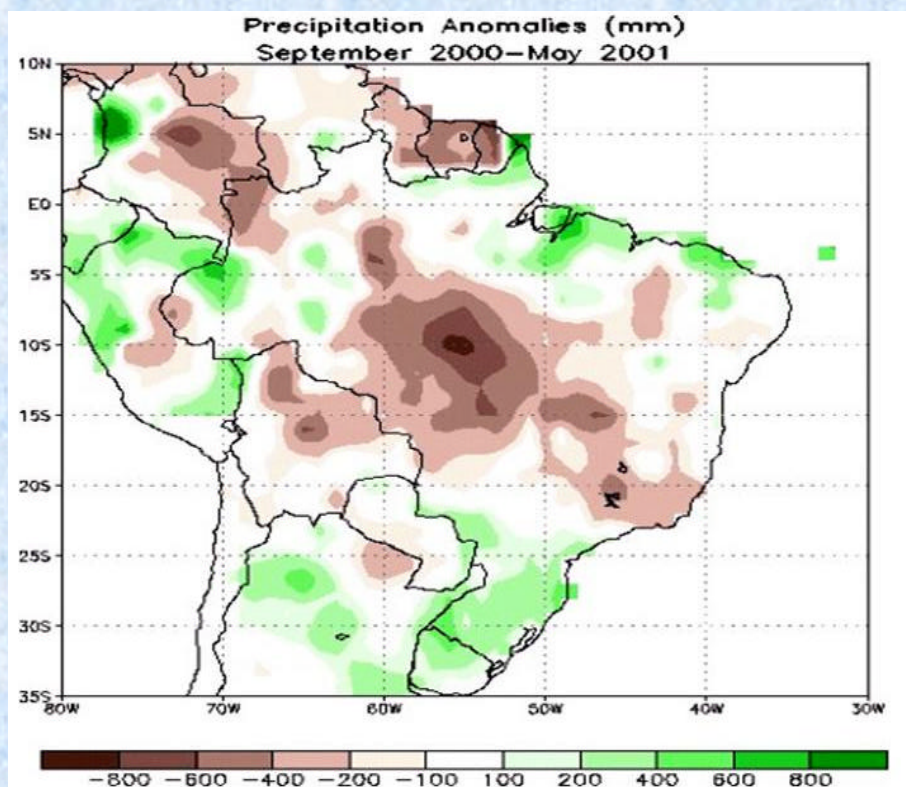 Precipitation Anomalies (mm)
September 2000–May 2001
10N
5N
EQ
5S
10S
15S
20S
25S
30S
35S
80W 70W 60W 50W 40W 30W
−800 −600 −400 −200 −100 100 200 400 600 800